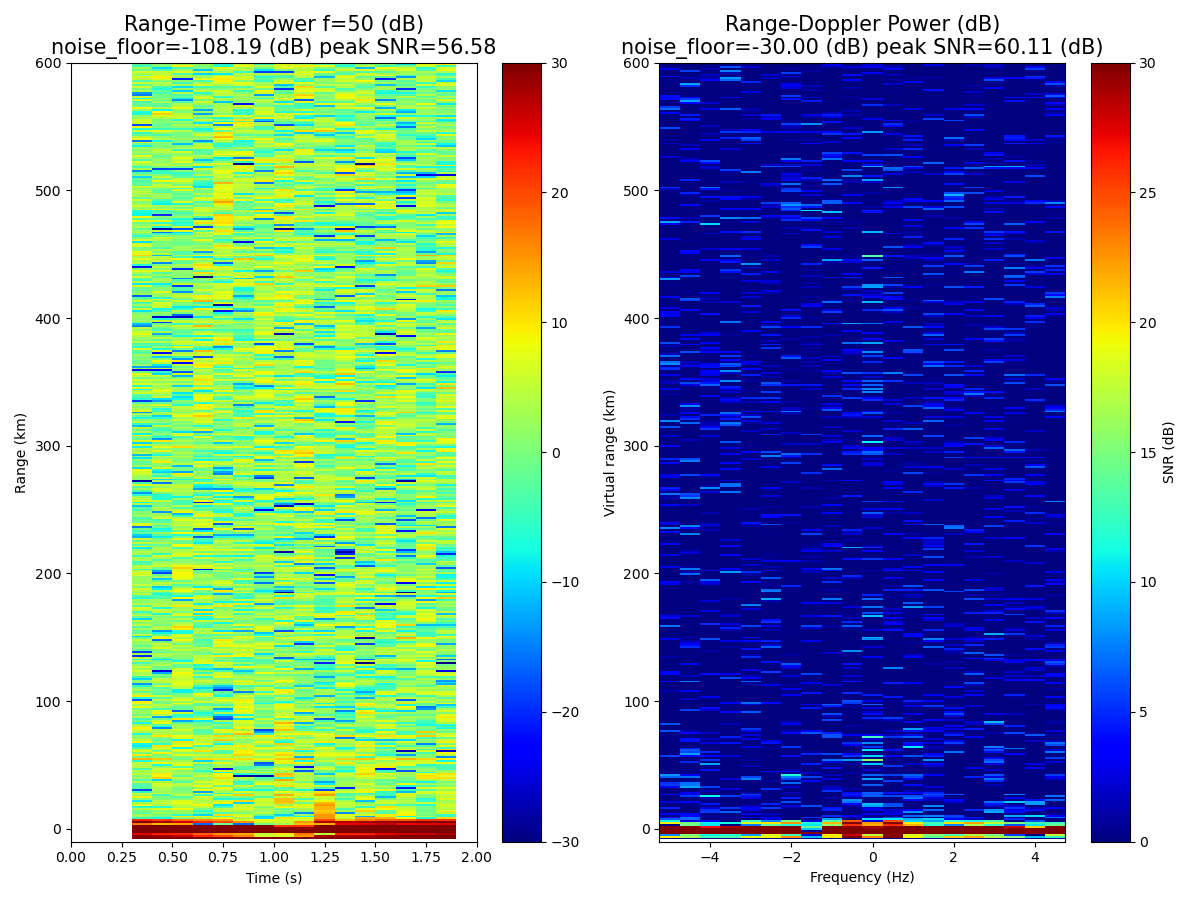 Range-Time Power f=50 (dB)
noise_floor=-108.19 (dB) peak SNR=56.58
600
500
400
300
200
100
0
Range (km)
0.00 0.25 0.50 0.75 1.00 1.25 1.50 1.75 2.00
Time (s)
30
20
10
0
−10
−20
−30
Range-Doppler Power (dB)
noise_floor=-30.00 (dB) peak SNR=60.11 (dB)
600
500
400
300
200
100
0
Virtual range (km)
−4 −2 0 2 4
Frequency (Hz)
30
25
20
15
10
5
0
SNR (dB)